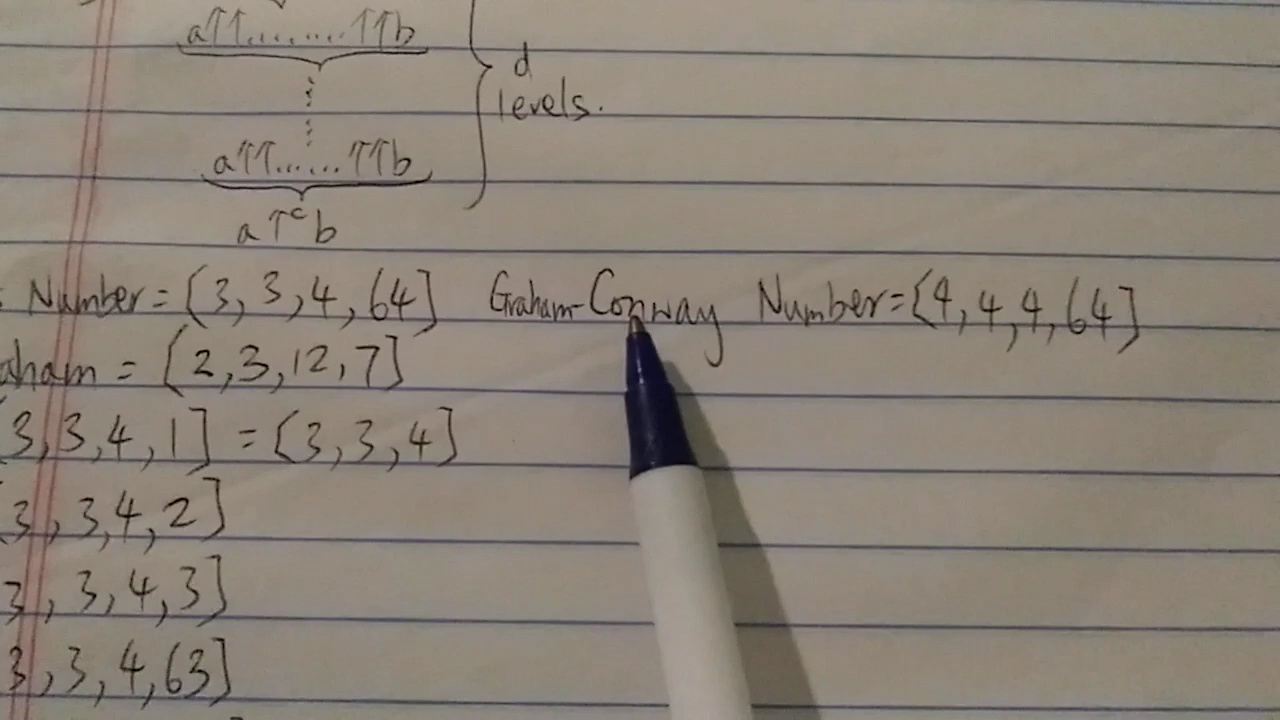 a↑↑.........↑↑b
d
levels.
a↑↑......↑↑b
a↑ᶜb
Number = [3, 3, 4, 64] Graham-Conway Number = [4, 4, 4, 64]
aham = [2, 3, 12, 7]
[3, 3, 4, 1] = [3, 3, 4]
[3, 3, 4, 2]
3, 3, 4, 3]
3, 3, 4, 63]